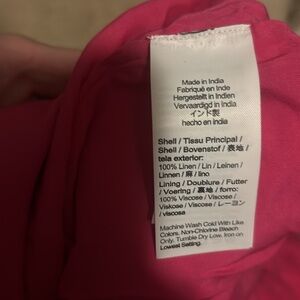 Made in India
Fabriqué en Inde
Hergestellt in Indien
Vervaardigd in India
インド製
hecho en india
Shell / Tissu Principal /
Shell / Bovenstof / 表地 /
tela exterior:
100% Linen / Lin / Leinen /
Linnen / 麻 / lino
Lining / Doublure / Futter
/ Voering / 裏地 / forro:
100% Viscose / Viscose /
Viskose / Viscose / レーヨン
/ viscosa
Machine Wash Cold With Like
Colors. Non-Chlorine Bleach
Only. Tumble Dry Low. Iron on
Lowest Setting.